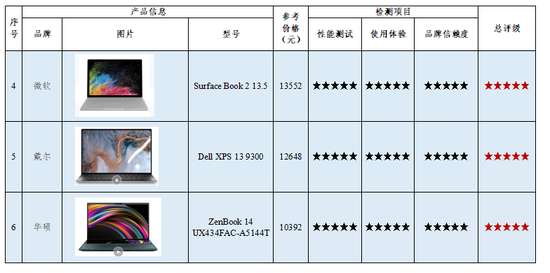 序号 产品信息 参考价格（元） 检测项目 总评级
品牌 图片 型号 性能测试 使用体验 品牌信赖度
4 微软 Surface Book 2 13.5 13552 ★★★★★ ★★★★★ ★★★★★ ★★★★★
5 戴尔 Dell XPS 13 9300 12648 ★★★★★ ★★★★★ ★★★★★ ★★★★★
6 华硕 ZenBook 14 10392 ★★★★★ ★★★★★ ★★★★★ ★★★★★
UX434FAC-A5144T